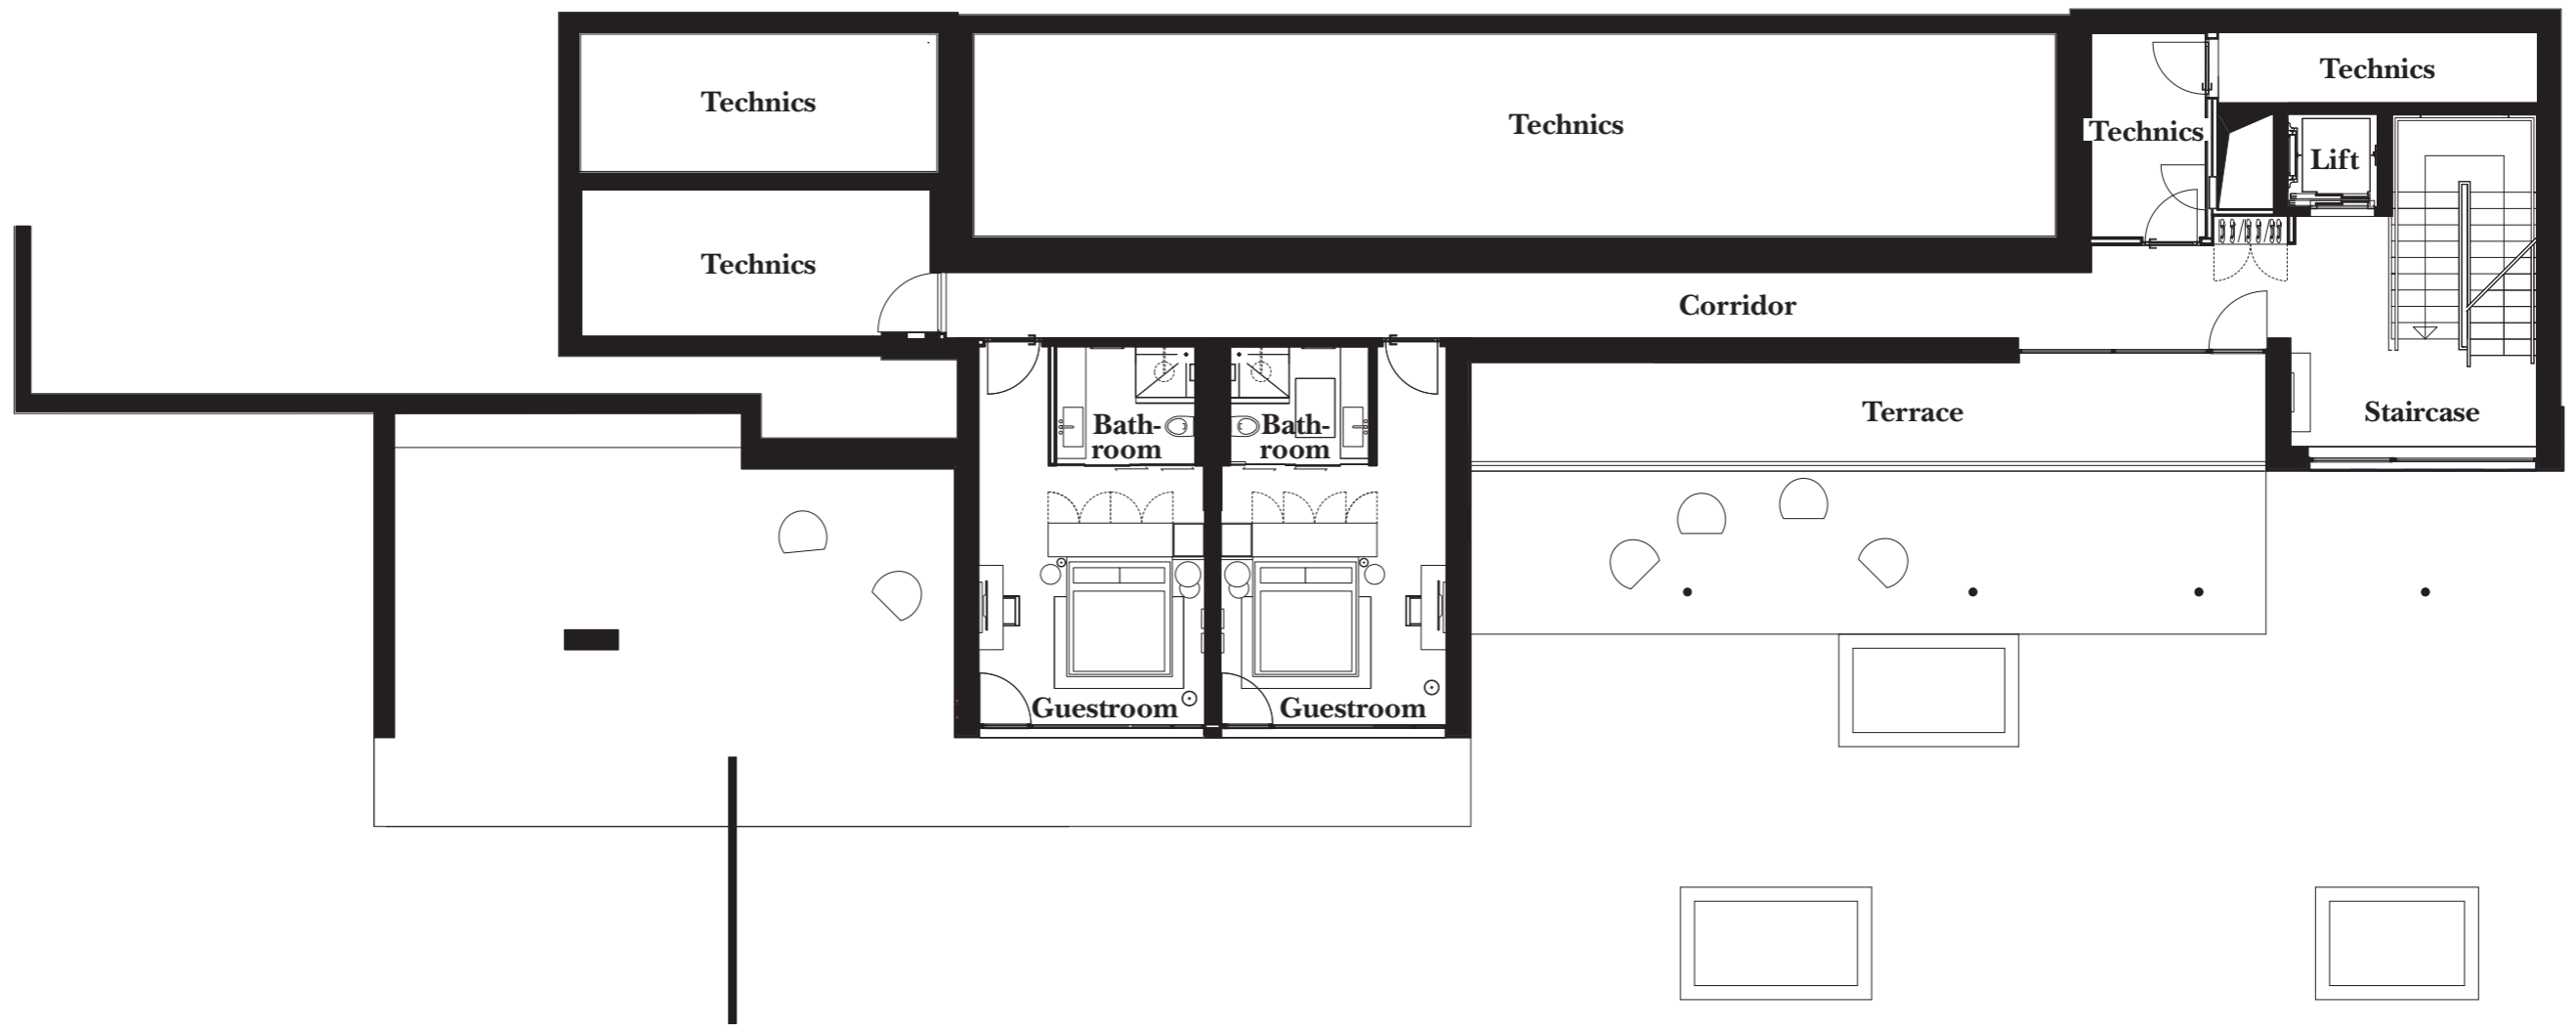 Technics
Technics
Technics
Technics
Lift
Technics
Corridor
Terrace
Staircase
Bath-
room
Bath-
room
Guestroom
Guestroom